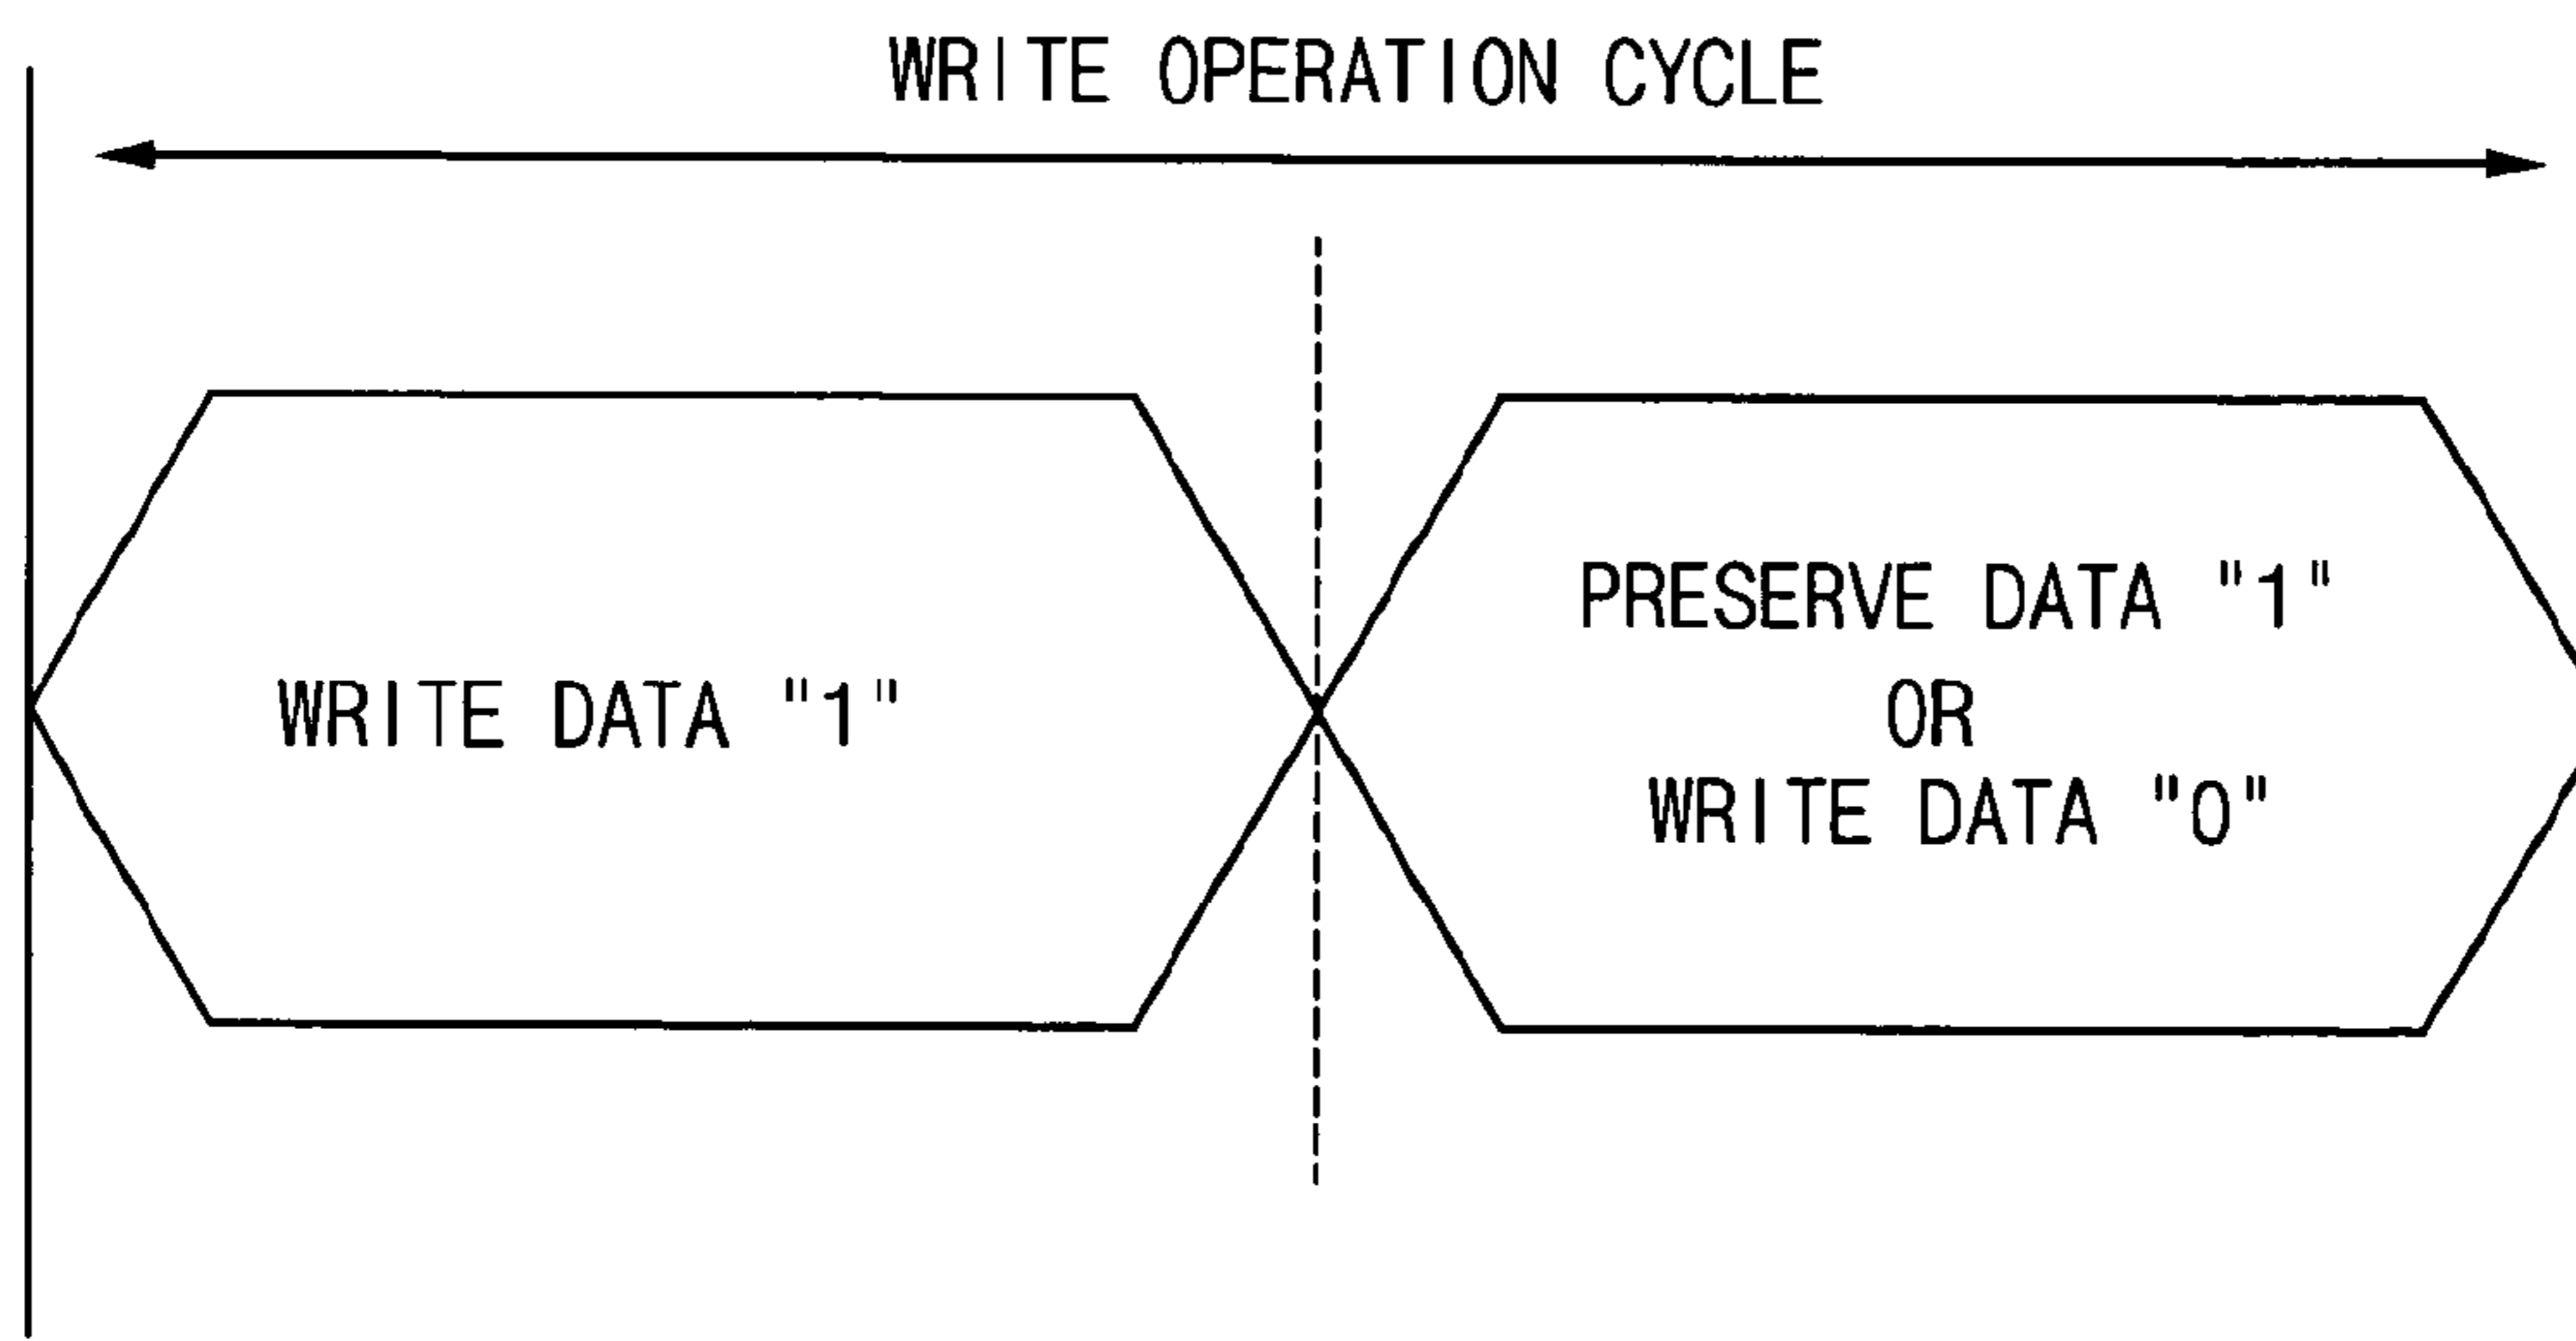 WRITE OPERATION CYCLE
WRITE DATA "1"
PRESERVE DATA "1"
OR
WRITE DATA "0"